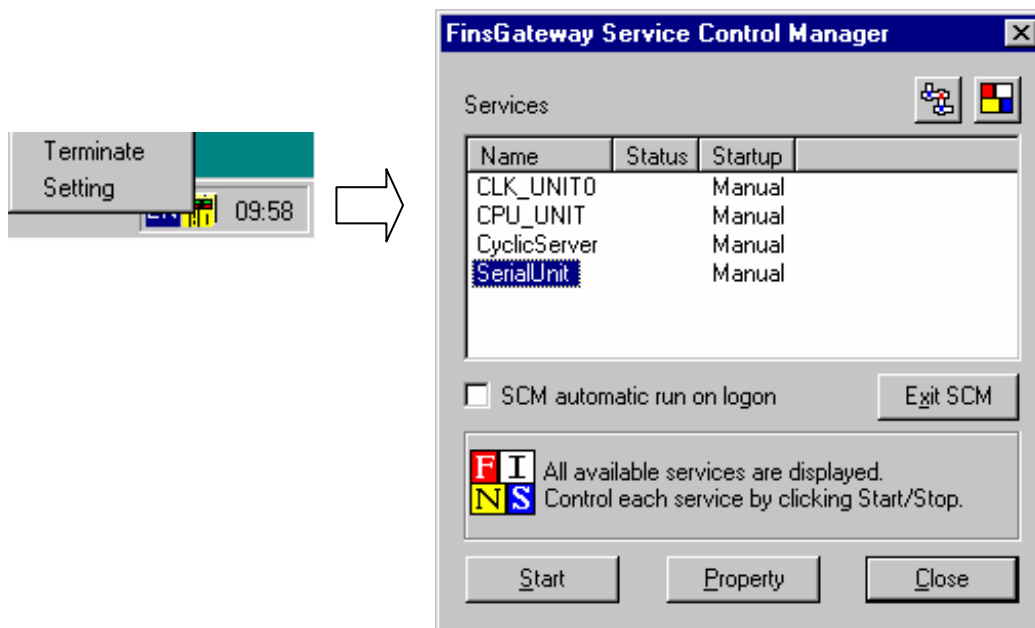 Terminate
Setting
EN 09:58
FinsGateway Service Control Manager
Services
Name Status Startup
CLK_UNIT0 Manual
CPU_UNIT Manual
CyclicServer Manual
SerialUnit Manual
SCM automatic run on logon Exit SCM
F I All available services are displayed.
N S Control each service by clicking Start/Stop.
Start Property Close